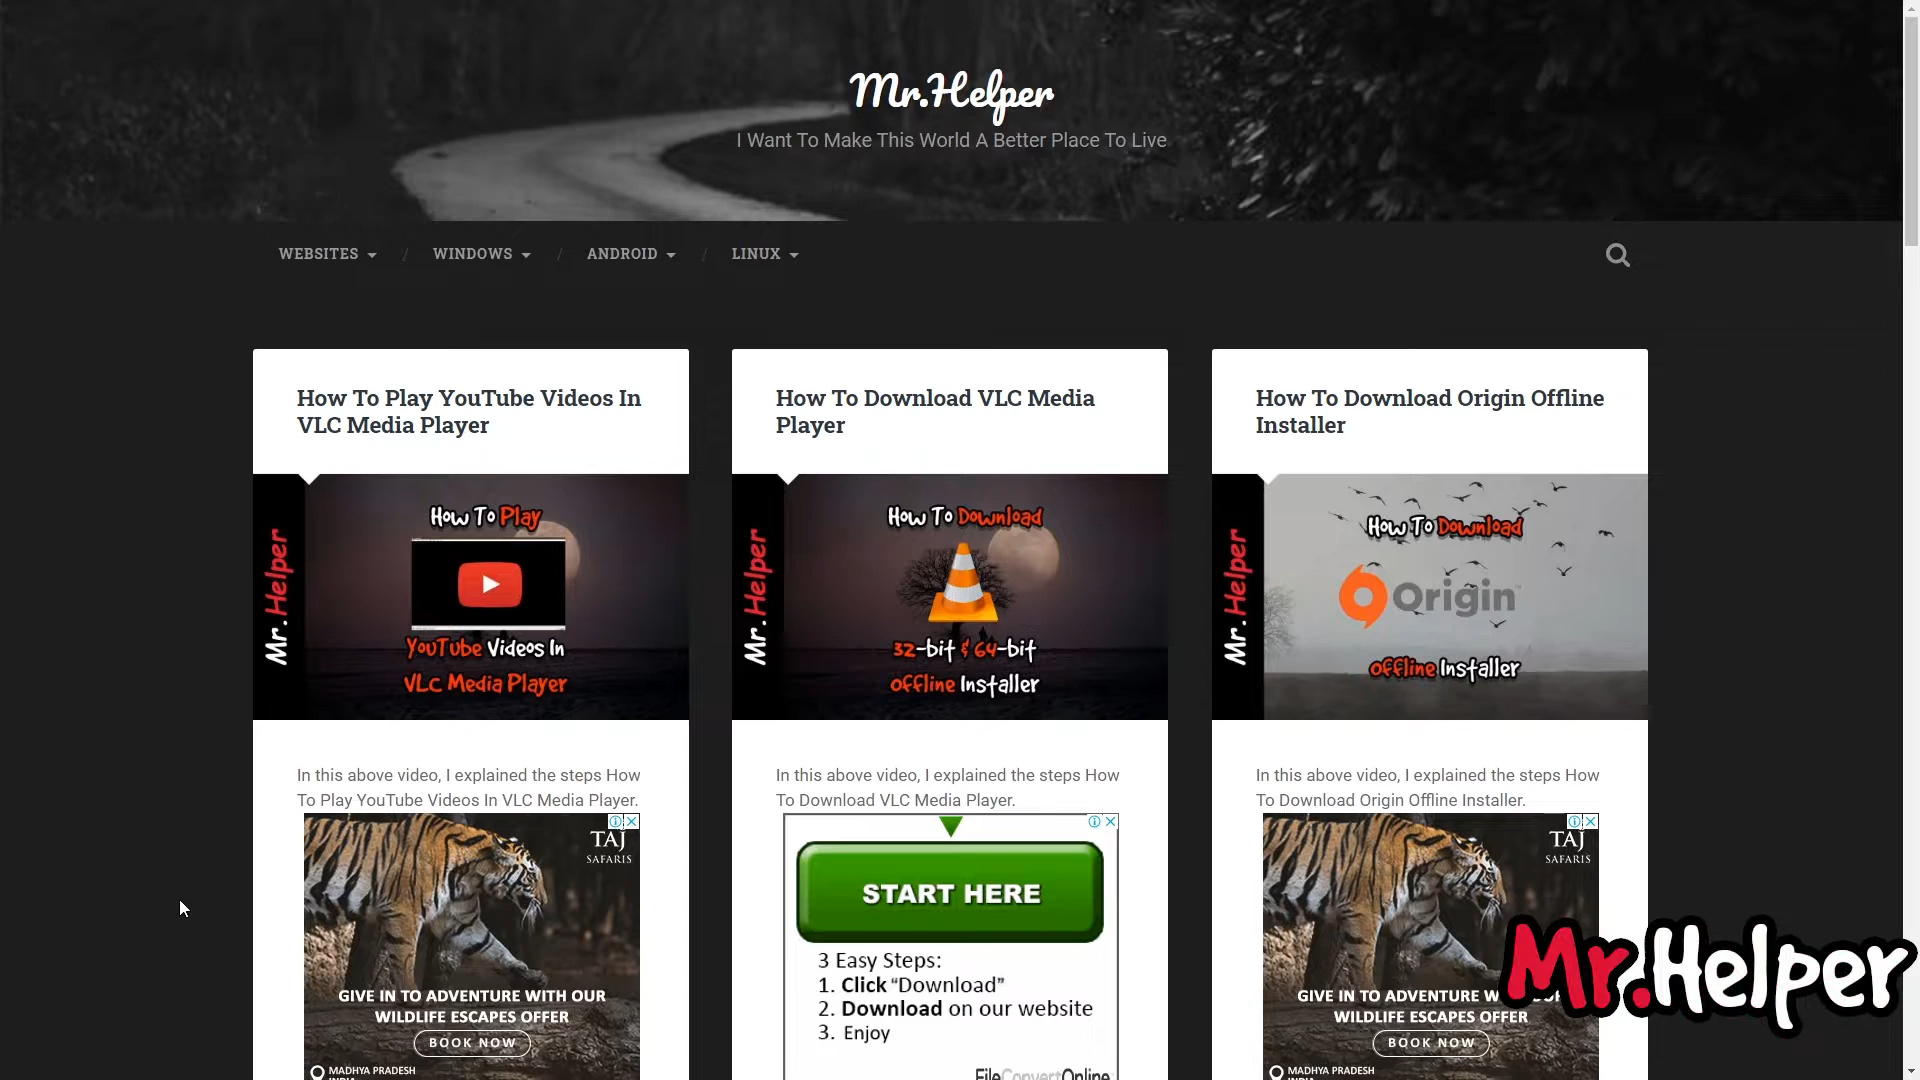 Mr.Helper
I Want To Make This World A Better Place To Live
WEBSITES / WINDOWS / ANDROID / LINUX
How To Play YouTube Videos In
VLC Media Player
Mr. Helper
How To Play
YouTube Videos In
VLC Media Player
In this above video, I explained the steps How
To Play YouTube Videos In VLC Media Player.
TAJ
SAFARIS
GIVE IN TO ADVENTURE WITH OUR
WILDLIFE ESCAPES OFFER
BOOK NOW
MADHYA PRADESH
INDIA
How To Download VLC Media
Player
Mr. Helper
How To Download
32-bit & 64-bit
Offline Installer
In this above video, I explained the steps How
To Download VLC Media Player.
START HERE
3 Easy Steps:
1. Click “Download”
2. Download on our website
3. Enjoy
FileConvertOnline
How To Download Origin Offline
Installer
Mr. Helper
How To Download
Origin
Offline Installer
In this above video, I explained the steps How
To Download Origin Offline Installer.
TAJ
SAFARIS
GIVE IN TO ADVENTURE WITH OUR
WILDLIFE ESCAPES OFFER
BOOK NOW
MADHYA PRADESH
INDIA
Mr.Helper